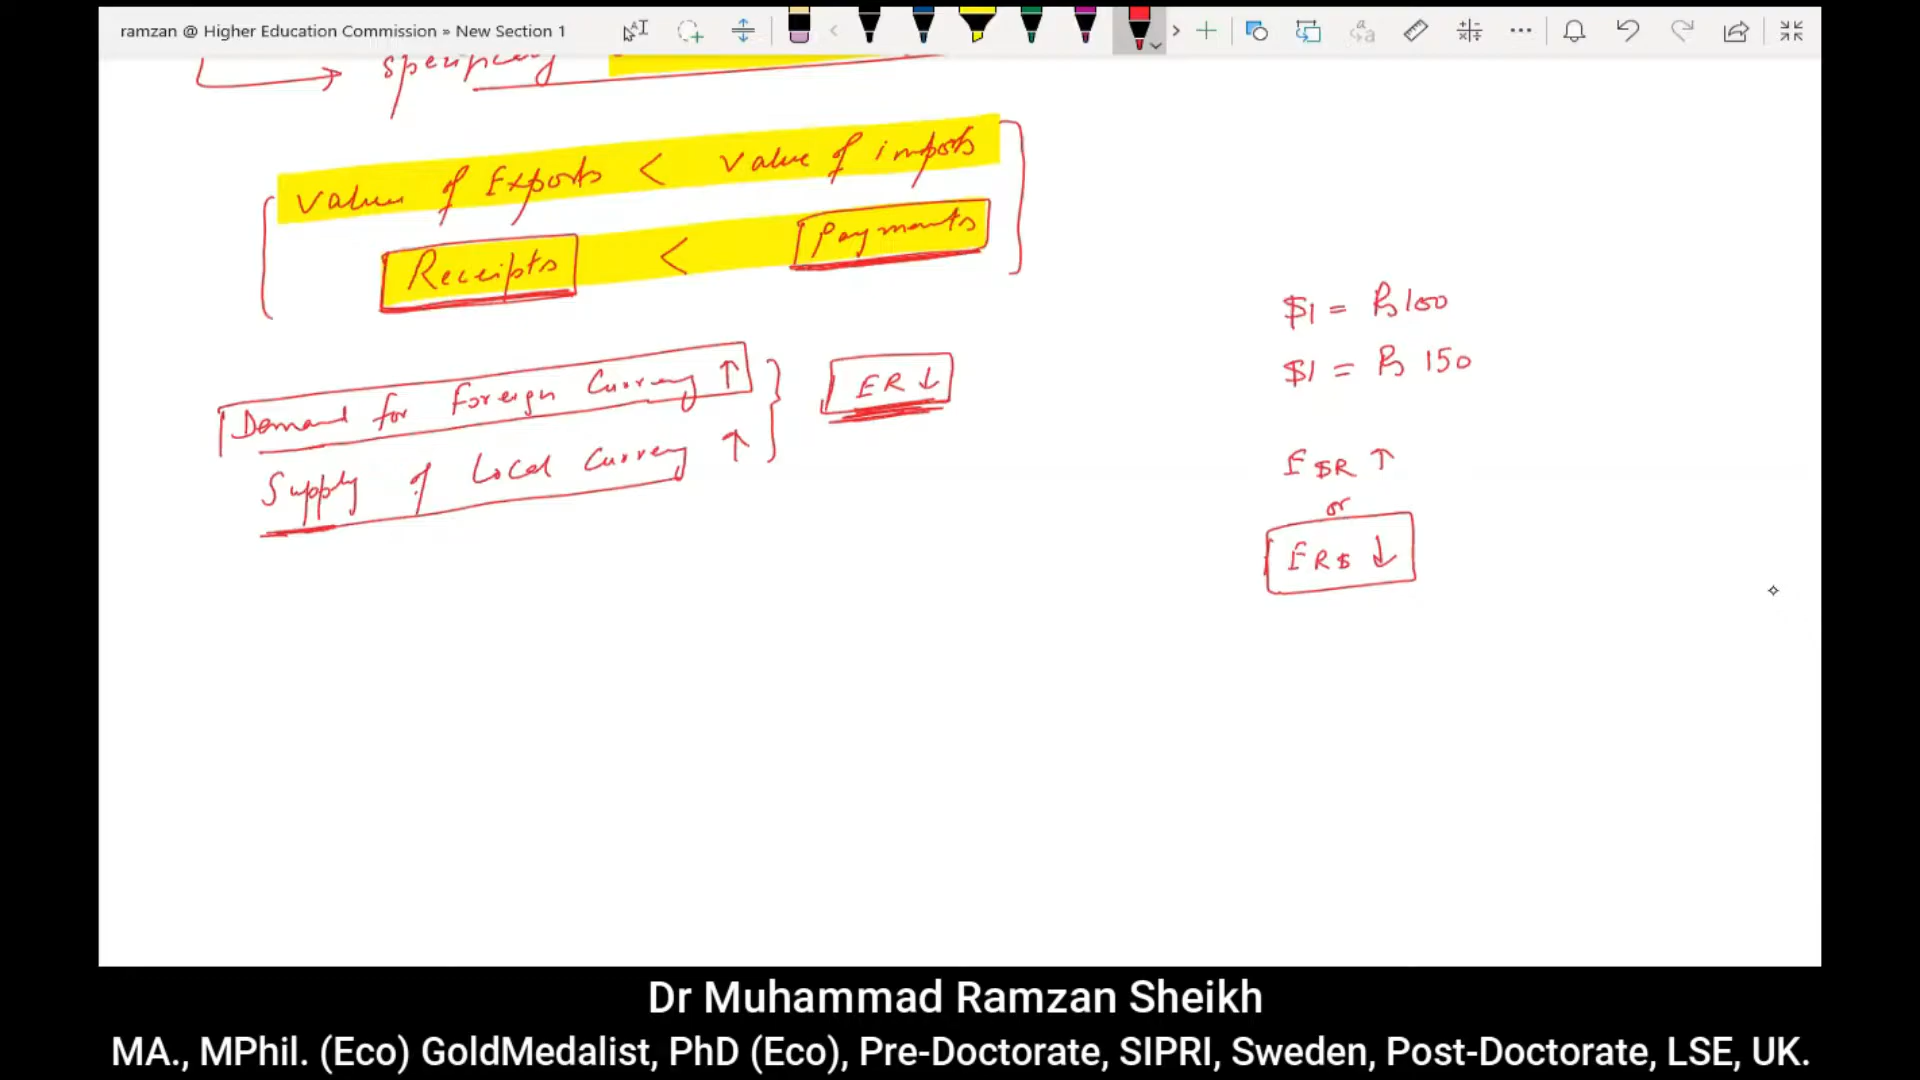 ramzan @ Higher Education Commission » New Section 1
Value of Exports < Value of imports
Receipts < Payments
$1 = Rs 100
$1 = Rs 150
Demand for Foreign Currency ↑
ER ↓
Supply of Local Currency ↑
E$R ↑
or
ER$ ↓
Dr Muhammad Ramzan Sheikh
MA., MPhil. (Eco) GoldMedalist, PhD (Eco), Pre-Doctorate, SIPRI, Sweden, Post-Doctorate, LSE, UK.